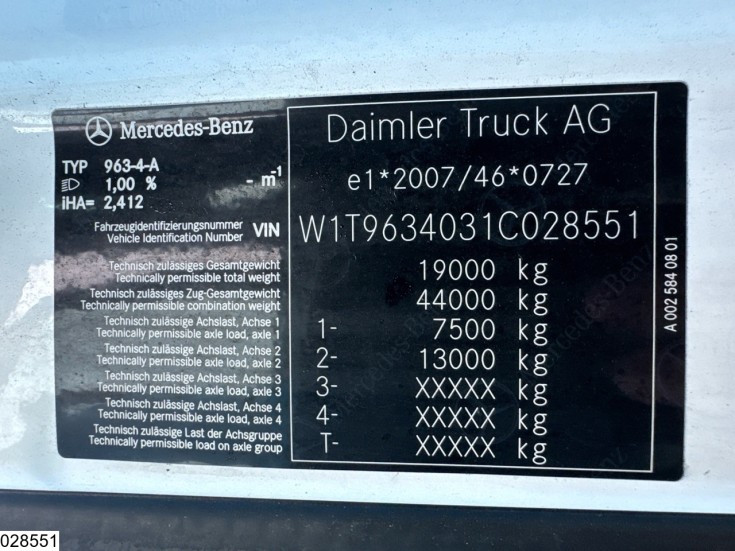 Mercedes-Benz
TYP 963-4-A
1,00 % - m-1
iHA= 2,412
Fahrzeugidentifizierungsnummer
Vehicle Identification Number VIN
Technisch zulässiges Gesamtgewicht
Technically permissible total weight
Technisch zulässiges Zug-Gesamtgewicht
Technically permissible combination weight
Technisch zulässige Achslast, Achse 1
Technically permissible axle load, axle 1
Technisch zulässige Achslast, Achse 2
Technically permissible axle load, axle 2
Technisch zulässige Achslast, Achse 3
Technically permissible axle load, axle 3
Technisch zulässige Achslast, Achse 4
Technically permissible axle load, axle 4
Technisch zulässige Last der Achsgruppe
Technically permissible load on axle group
Daimler Truck AG
e1*2007/46*0727
W1T9634031C028551
19000 kg
44000 kg
1- 7500 kg
2- 13000 kg
3- XXXXX kg
4- XXXXX kg
T- XXXXX kg
A 002 584 08 01
028551